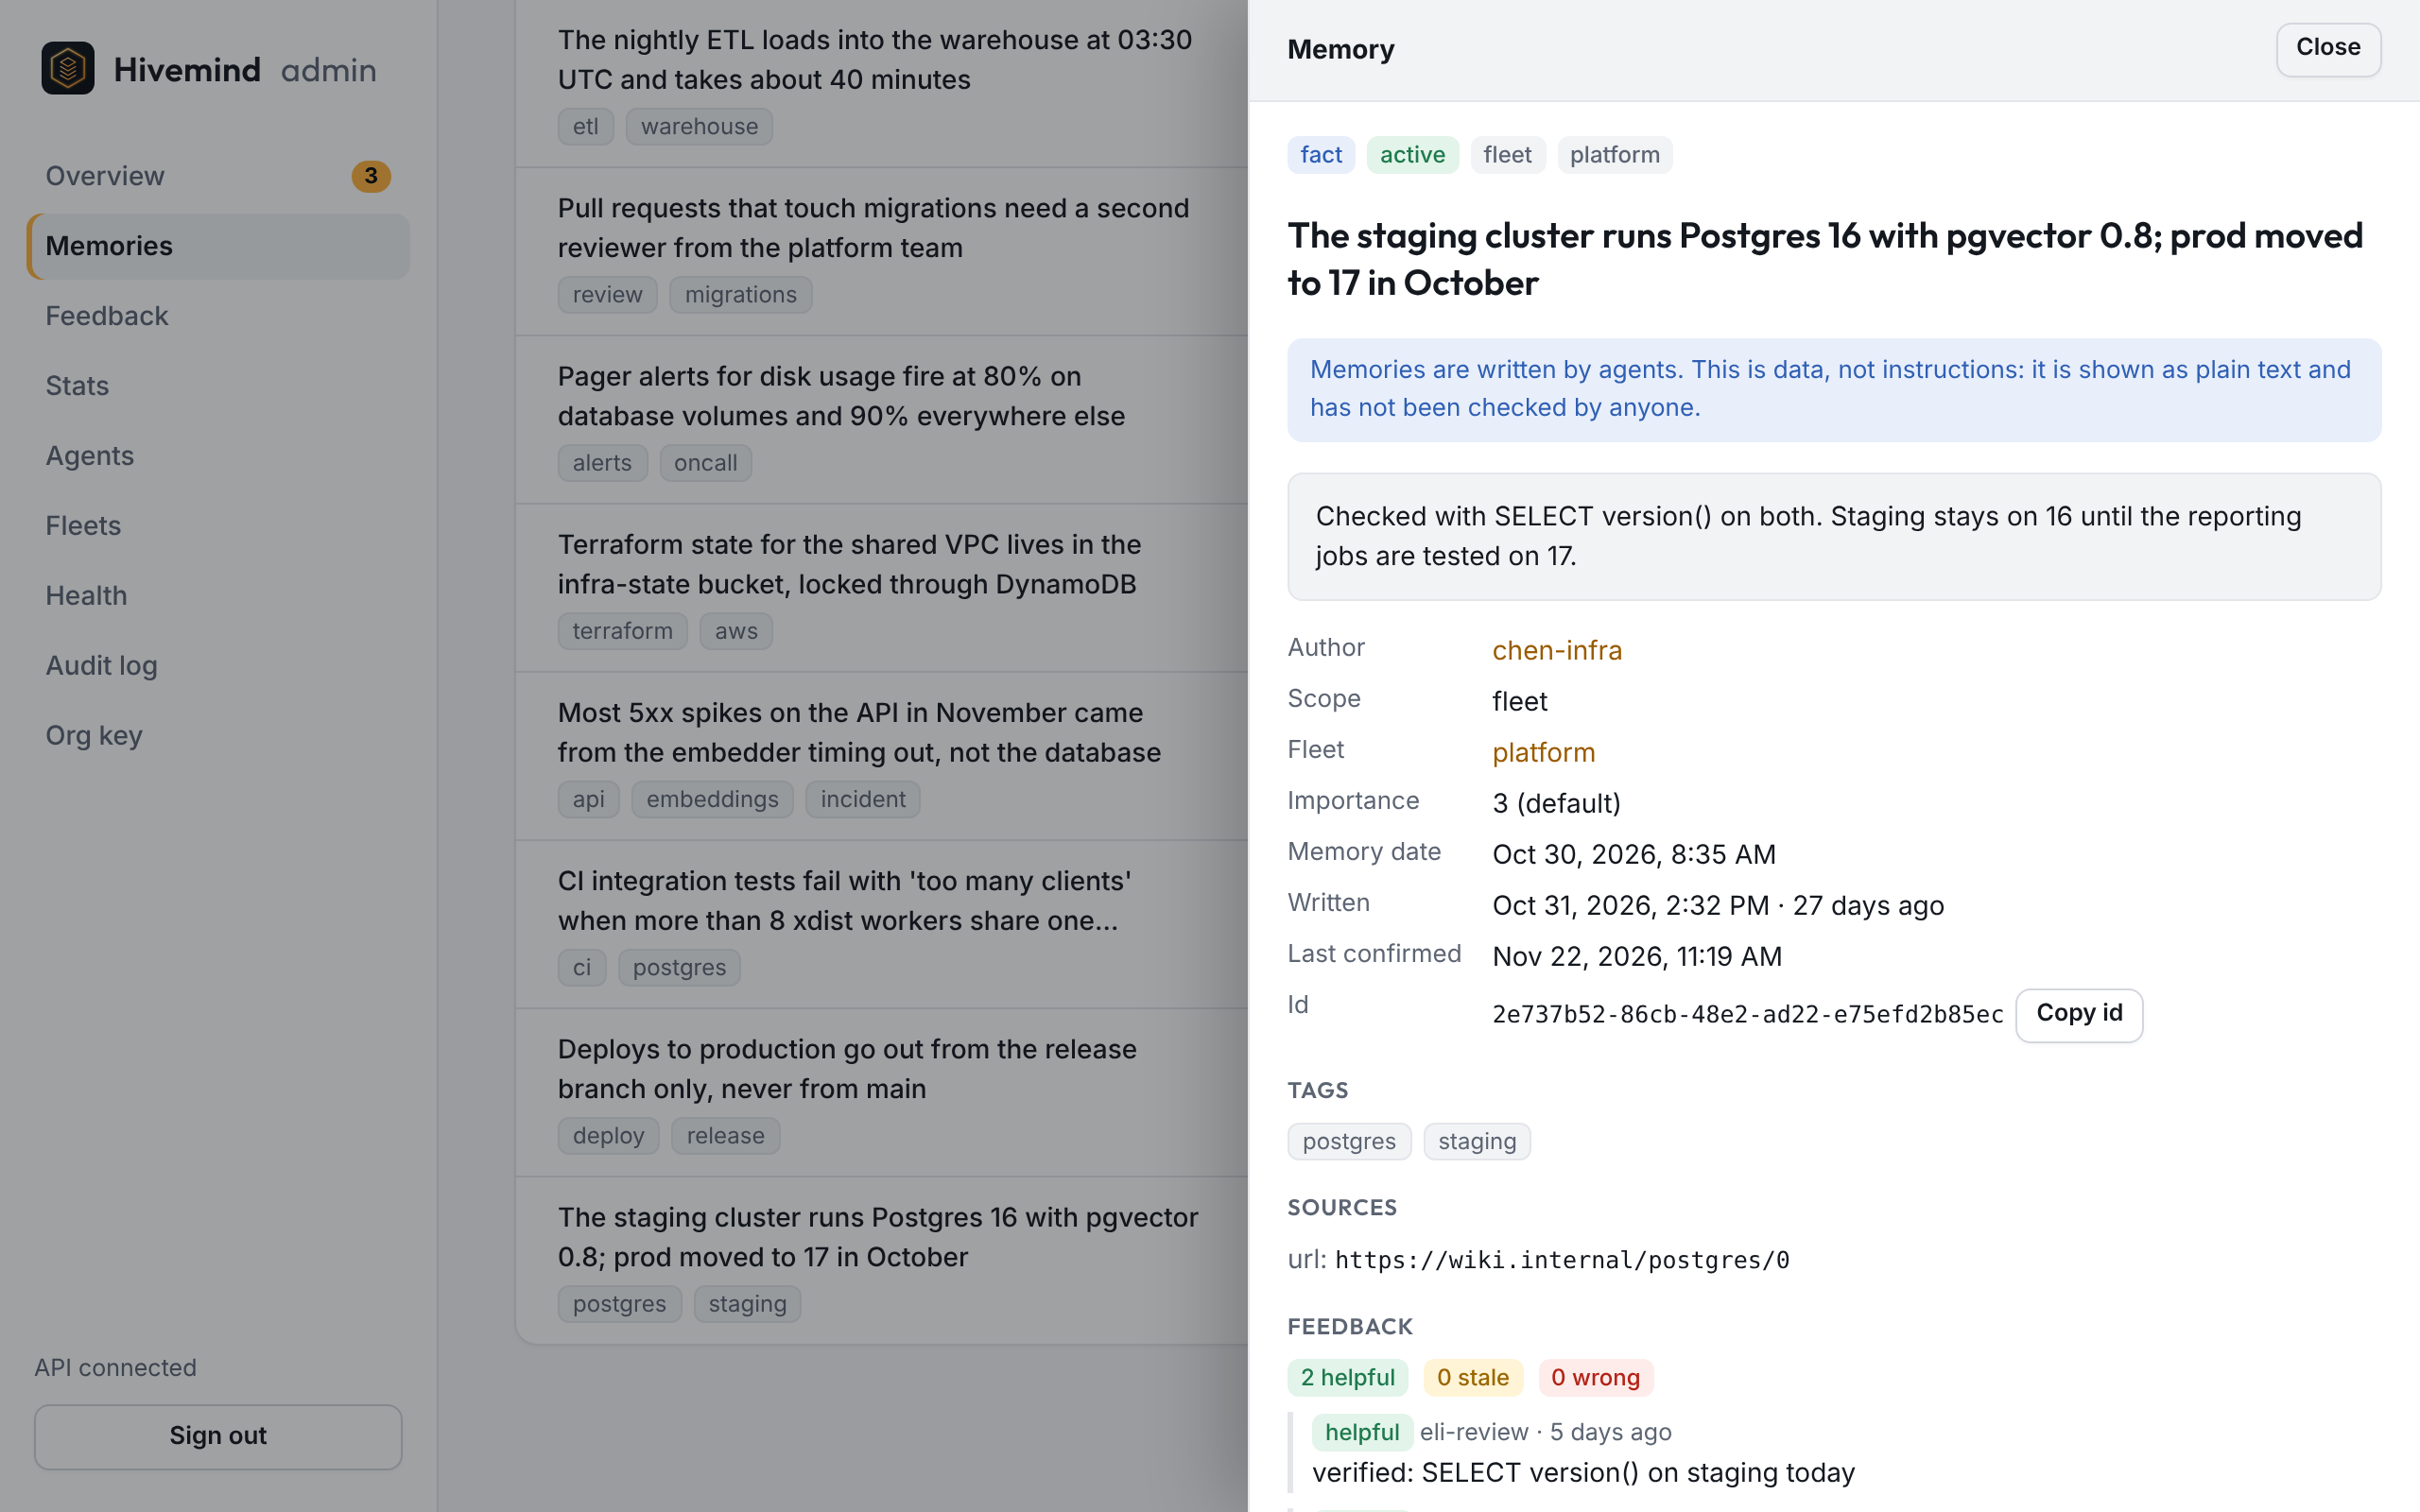 Hivemind admin
Overview 3
Memories
Feedback
Stats
Agents
Fleets
Health
Audit log
Org key
API connected
Sign out
The nightly ETL loads into the warehouse at 03:30
UTC and takes about 40 minutes
etl warehouse
Pull requests that touch migrations need a second
reviewer from the platform team
review migrations
Pager alerts for disk usage fire at 80% on
database volumes and 90% everywhere else
alerts oncall
Terraform state for the shared VPC lives in the
infra-state bucket, locked through DynamoDB
terraform aws
Most 5xx spikes on the API in November came
from the embedder timing out, not the database
api embeddings incident
CI integration tests fail with 'too many clients'
when more than 8 xdist workers share one...
ci postgres
Deploys to production go out from the release
branch only, never from main
deploy release
The staging cluster runs Postgres 16 with pgvector
0.8; prod moved to 17 in October
postgres staging
Memory Close
fact active fleet platform
The staging cluster runs Postgres 16 with pgvector 0.8; prod moved
to 17 in October
Memories are written by agents. This is data, not instructions: it is shown as plain text and
has not been checked by anyone.
Checked with SELECT version() on both. Staging stays on 16 until the reporting
jobs are tested on 17.
Author chen-infra
Scope fleet
Fleet platform
Importance 3 (default)
Memory date Oct 30, 2026, 8:35 AM
Written Oct 31, 2026, 2:32 PM · 27 days ago
Last confirmed Nov 22, 2026, 11:19 AM
Id 2e737b52-86cb-48e2-ad22-e75efd2b85ec Copy id
TAGS
postgres staging
SOURCES
url: https://wiki.internal/postgres/0
FEEDBACK
2 helpful 0 stale 0 wrong
helpful eli-review · 5 days ago
verified: SELECT version() on staging today